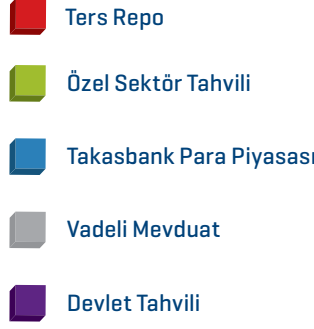 Ters Repo
Özel Sektör Tahvili
Takasbank Para Piyasası
Vadeli Mevduat
Devlet Tahvili